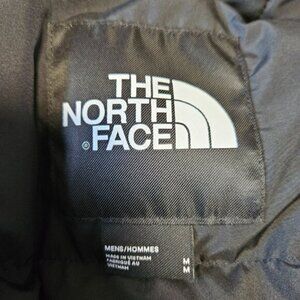 THE
NORTH
® FACE
MENS/HOMMES
MADE IN VIETNAM
FABRIQUÉ AU
VIETNAM
M
M